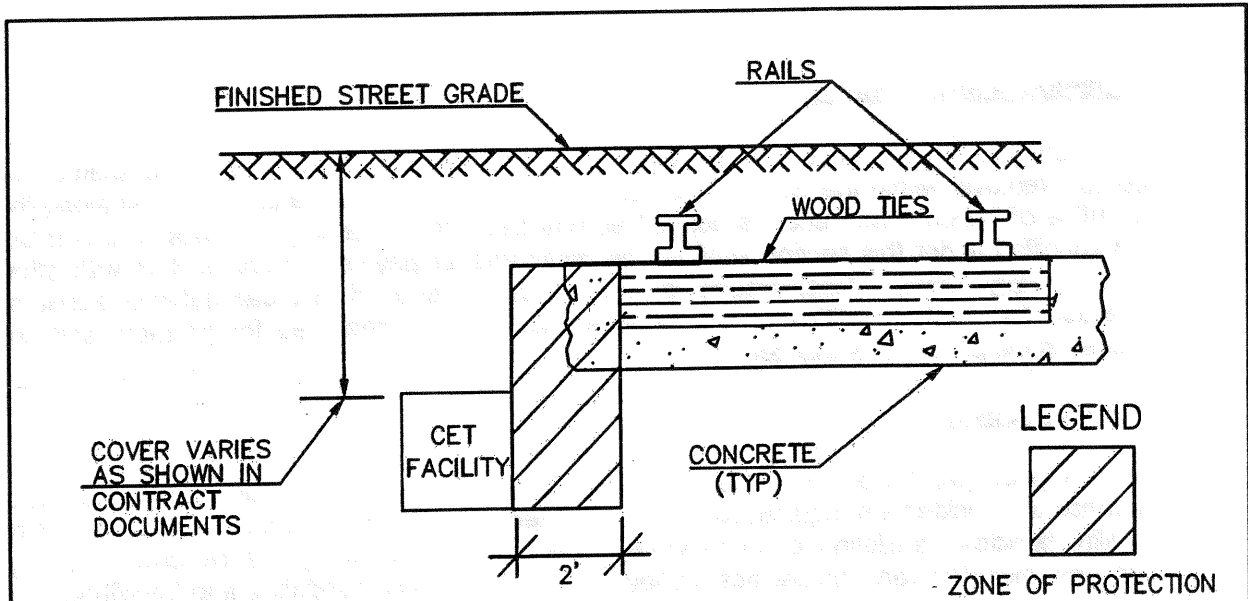 RAILS
FINISHED STREET GRADE
WOOD TIES
CET
FACILITY
COVER VARIES
AS SHOWN IN
CONTRACT
DOCUMENTS
CONCRETE
(TYP)
2'
LEGEND
ZONE OF PROTECTION